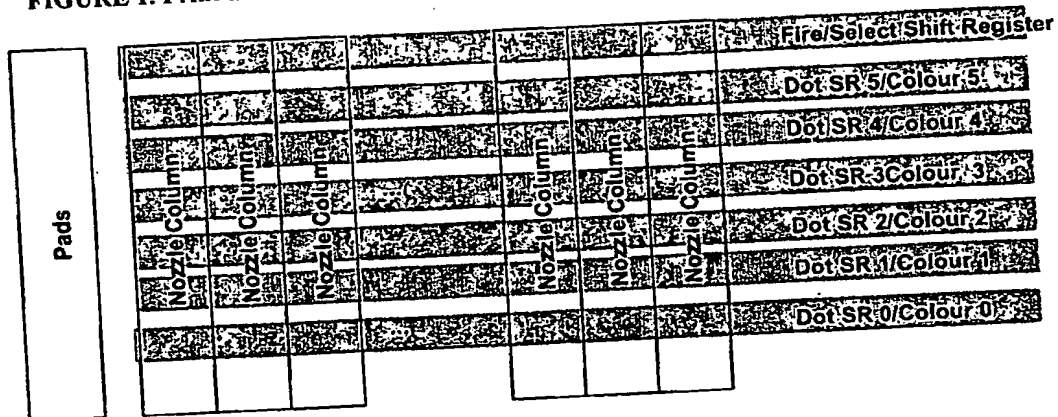 FIGURE 1.
Pads
Nozzle Column
Nozzle Column
Nozzle Column
Nozzle Column
Nozzle Column
Nozzle Column
Fire/Select Shift Register
Dot SR 5/Colour 5
Dot SR 4/Colour 4
Dot SR 3Colour 3
Dot SR 2/Colour 2
Dot SR 1/Colour 1
Dot SR 0/Colour 0